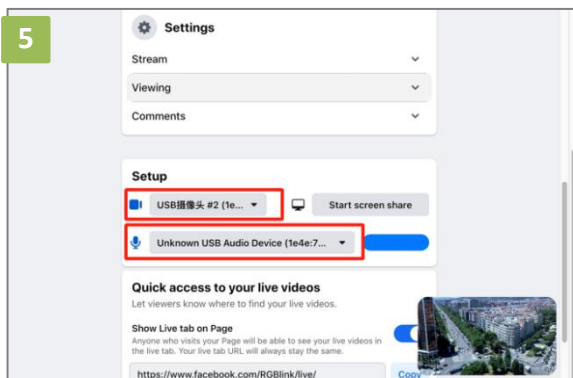 5
Settings
Stream
Viewing
Comments
Setup
USB摄像头 #2 (1e...
Start screen share
Unknown USB Audio Device (1e4e:7...
Quick access to your live videos
Let viewers know where to find your live videos.
Show Live tab on Page
Anyone who visits your Page will be able to see your live videos in
the live tab. Your live tab URL will always stay the same.
https://www.facebook.com/RGBlink/live/
Copy